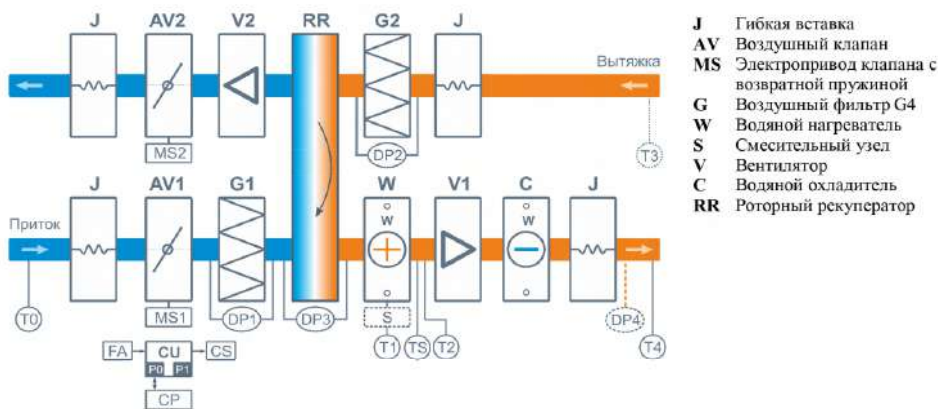 J AV2 V2 RR G2 J
Вытяжка
MS2
DP2
T3
J AV1 G1 W V1 C J
Приток
W
W
MS1
DP1
DP3
S
DP4
T0
T1
TS
T2
T4
FA
CU
CS
P0
P1
CP
J Гибкая вставка
AV Воздушный клапан
MS Электропривод клапана с
возвратной пружиной
G Воздушный фильтр G4
W Водяной нагреватель
S Смесительный узел
V Вентилятор
C Водяной охладитель
RR Роторный рекуператор